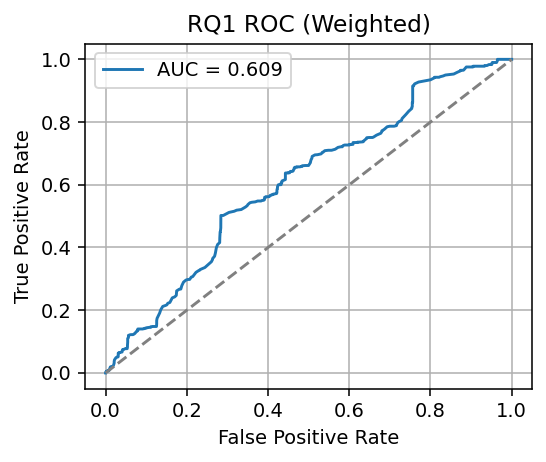 RQ1 ROC (Weighted)
AUC = 0.609
True Positive Rate
1.0
0.8
0.6
0.4
0.2
0.0
0.0 0.2 0.4 0.6 0.8 1.0
False Positive Rate